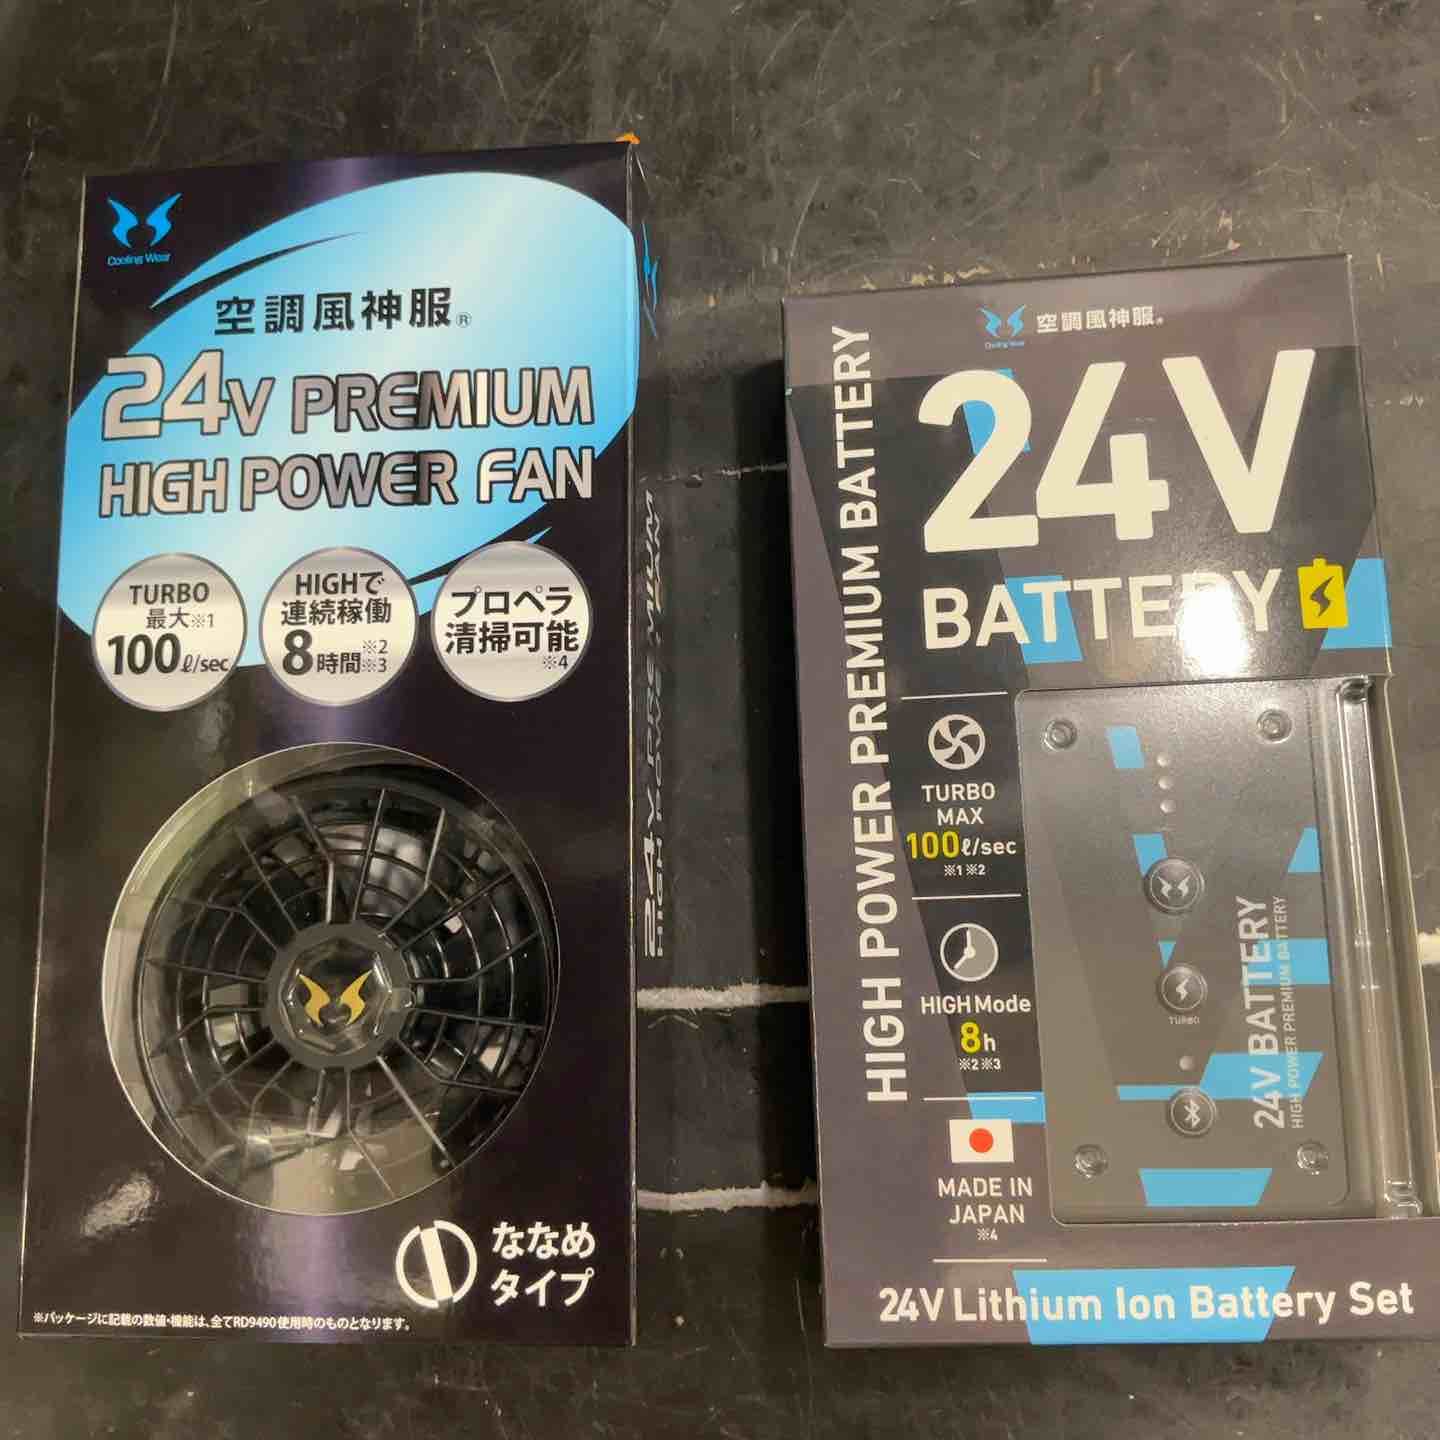 Cooling Wear
空調風神服®
24V PREMIUM
HIGH POWER FAN
TURBO
最大※1
100ℓ/sec
HIGHで
連続稼働
8時間※2
※3
プロペラ
清掃可能
※4
ななめ
タイプ
※パッケージに記載の数値・機能は、全てRD9490使用時のものとなります。
24V PREMIUM
HIGH POWER FAN
Cooling Wear
空調風神服®
24V
BATTERY
HIGH POWER PREMIUM BATTERY
TURBO
MAX
100ℓ/sec
※1 ※2
HIGH Mode
8h
※2 ※3
MADE IN
JAPAN
※4
TURBO
24V BATTERY
HIGH POWER PREMIUM BATTERY
24V Lithium Ion Battery Set